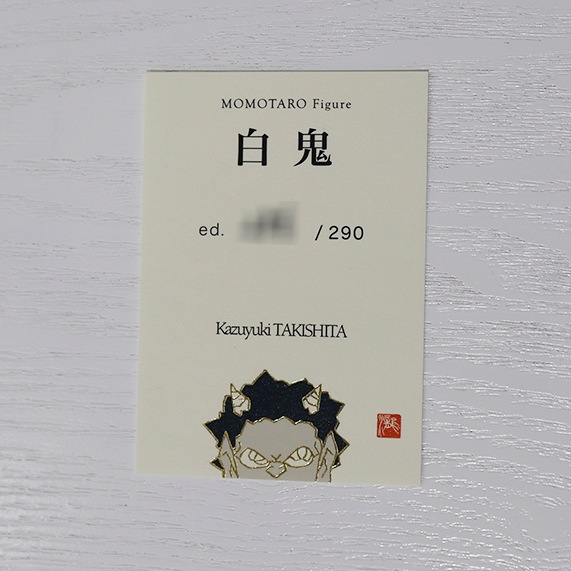 MOMOTARO Figure
白鬼
ed. / 290
Kazuyuki TAKISHITA